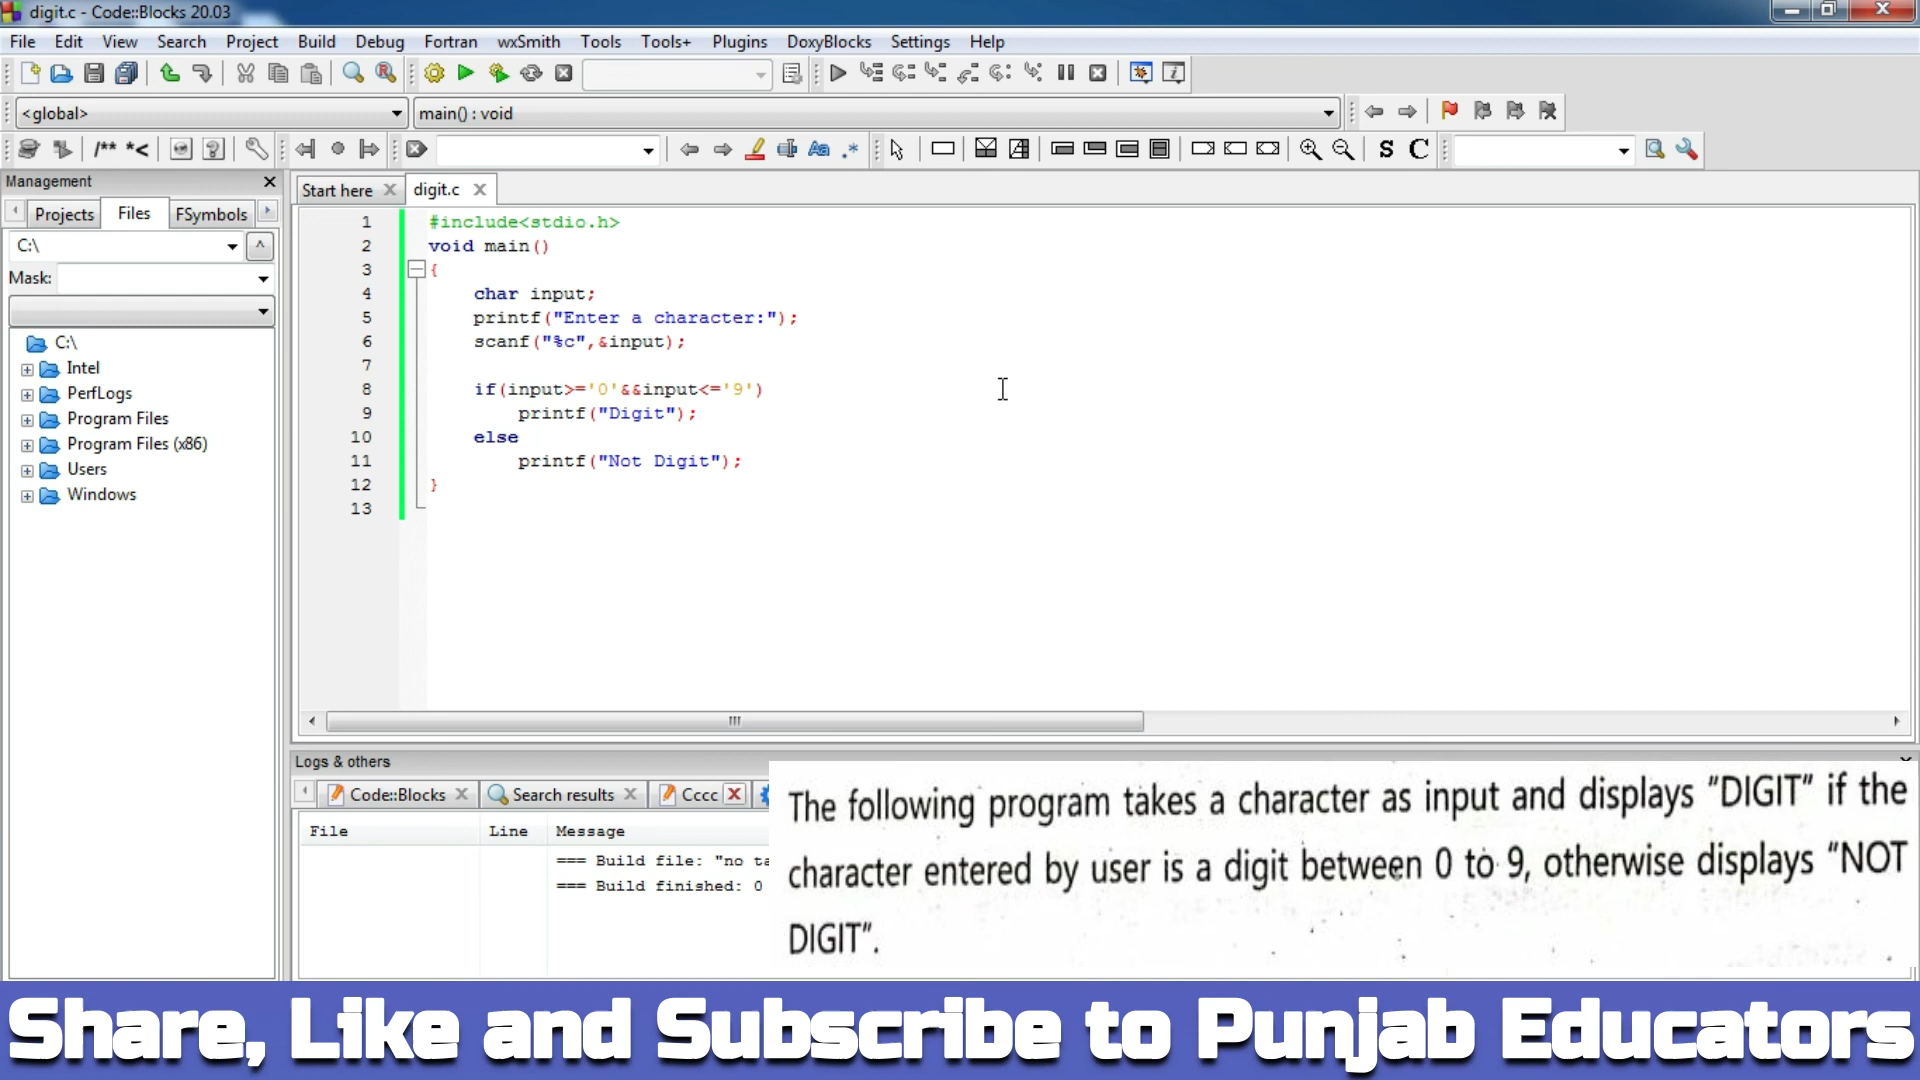 digit.c - Code::Blocks 20.03
File Edit View Search Project Build Debug Fortran wxSmith Tools Tools+ Plugins DoxyBlocks Settings Help
<global> main() : void
/** *< Aa .* S C
Management
Projects Files FSymbols
C:\
Mask:
C:\
Intel
PerfLogs
Program Files
Program Files (x86)
Users
Windows
Start here digit.c
1 #include<stdio.h>
2 void main()
3 {
4 char input;
5 printf("Enter a character:");
6 scanf("%c",&input);
7
8 if(input>='0'&&input<='9')
9 printf("Digit");
10 else
11 printf("Not Digit");
12 }
13
Logs & others
Code::Blocks Search results Cccc
File Line Message
=== Build file: "no ta
=== Build finished: 0
The following program takes a character as input and displays "DIGIT" if the
character entered by user is a digit between 0 to 9, otherwise displays "NOT
DIGIT".
Share, Like and Subscribe to Punjab Educators